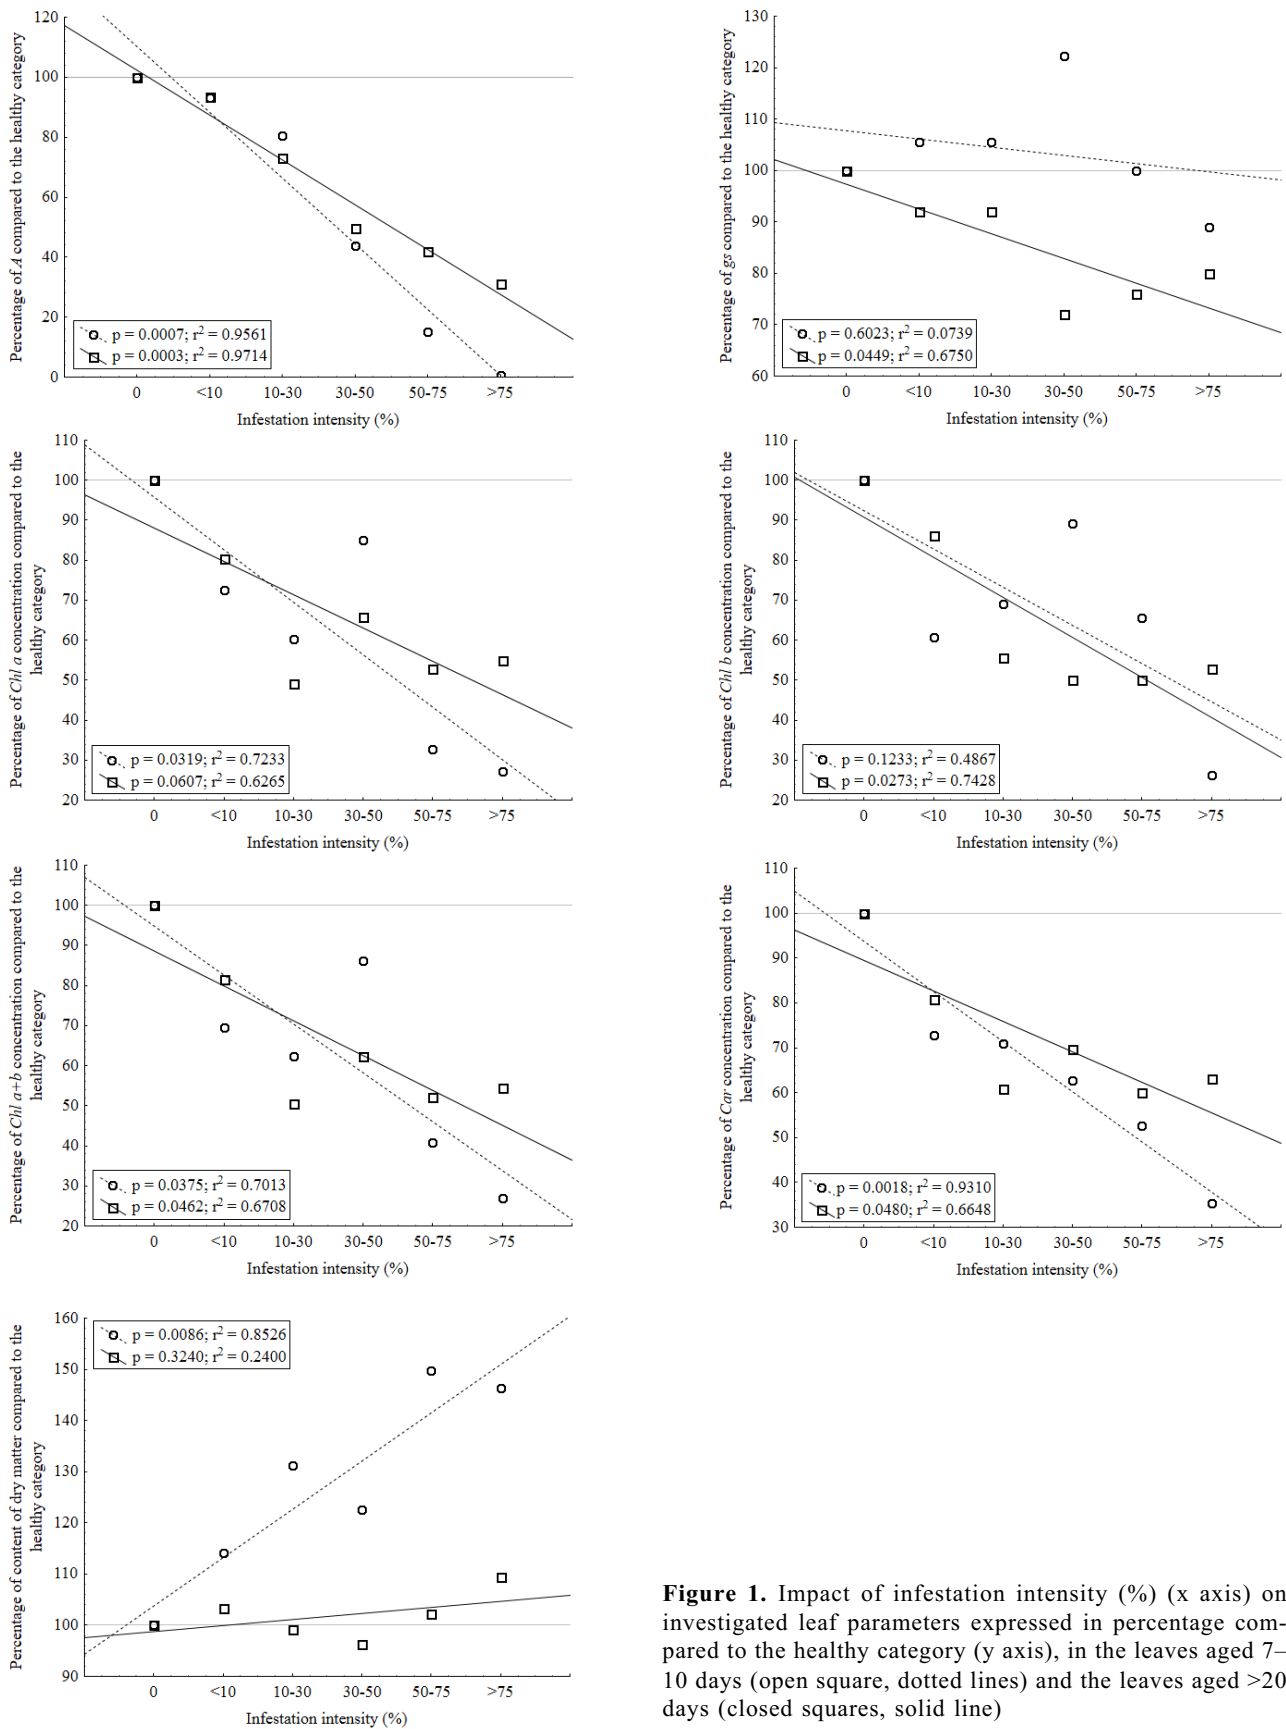 Percentage of A compared to the healthy category
120
100
80
60
40
20
0
p = 0.0007; r² = 0.9561
p = 0.0003; r² = 0.9714
0 <10 10-30 30-50 50-75 >75
Infestation intensity (%)
Percentage of gs compared to the healthy category
130
120
110
100
90
80
70
60
p = 0.6023; r² = 0.0739
p = 0.0449; r² = 0.6750
0 <10 10-30 30-50 50-75 >75
Infestation intensity (%)
Percentage of Chl a concentration compared to the
healthy category
110
100
90
80
70
60
50
40
30
20
p = 0.0319; r² = 0.7233
p = 0.0607; r² = 0.6265
0 <10 10-30 30-50 50-75 >75
Infestation intensity (%)
Percentage of Chl b concentration compared to the
healthy category
110
100
90
80
70
60
50
40
30
20
p = 0.1233; r² = 0.4867
p = 0.0273; r² = 0.7428
0 <10 10-30 30-50 50-75 >75
Infestation intensity (%)
Percentage of Chl a+b concentration compared to the
healthy category
110
100
90
80
70
60
50
40
30
20
p = 0.0375; r² = 0.7013
p = 0.0462; r² = 0.6708
0 <10 10-30 30-50 50-75 >75
Infestation intensity (%)
Percentage of Car concentration compared to the
healthy category
110
100
90
80
70
60
50
40
30
p = 0.0018; r² = 0.9310
p = 0.0480; r² = 0.6648
0 <10 10-30 30-50 50-75 >75
Infestation intensity (%)
Percentage of content of dry matter compared to the
healthy category
160
150
140
130
120
110
100
90
p = 0.0086; r² = 0.8526
p = 0.3240; r² = 0.2400
0 <10 10-30 30-50 50-75 >75
Infestation intensity (%)
Figure 1. Impact of infestation intensity (%) (x axis) on
investigated leaf parameters expressed in percentage com-
pared to the healthy category (y axis), in the leaves aged 7–
10 days (open square, dotted lines) and the leaves aged >20
days (closed squares, solid line)